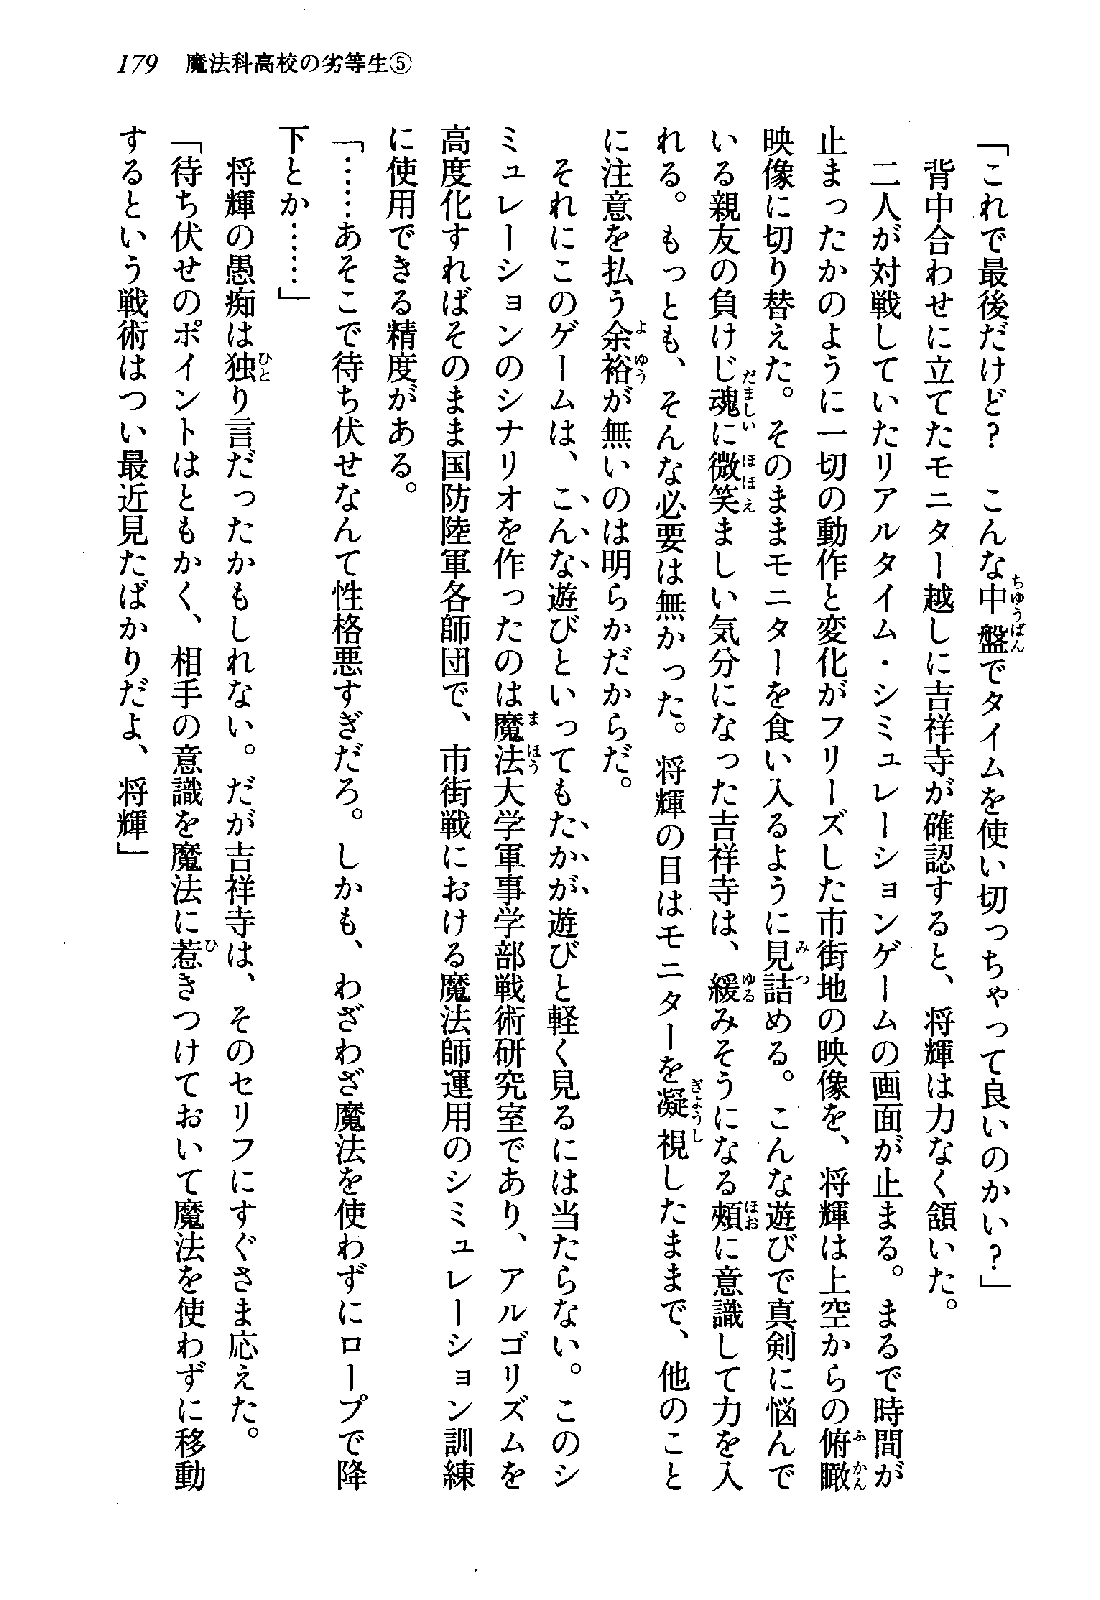 179　魔法科高校の劣等生⑤
「これで最後だけど？　こんな中盤でタイムを使い切っちゃって良いのかい？」
　背中合わせに立てたモニター越しに吉祥寺が確認すると、将輝は力なく頷いた。
　二人が対戦していたリアルタイム・シミュレーションゲームの画面が止まる。まるで時間が
止まったかのように一切の動作と変化がフリーズした市街地の映像を、将輝は上空からの俯瞰
映像に切り替えた。そのままモニターを食い入るように見詰める。こんな遊びで真剣に悩んで
いる親友の負けじ魂に微笑ましい気分になった吉祥寺は、緩みそうになる頬に意識して力を入
れる。もっとも、そんな必要は無かった。将輝の目はモニターを凝視したままで、他のこと
に注意を払う余裕が無いのは明らかだからだ。
　それにこのゲームは、こんな遊びといってもたかが遊びと軽く見るには当たらない。このシ
ミュレーションのシナリオを作ったのは魔法大学軍事学部戦術研究室であり、アルゴリズムを
高度化すればそのまま国防陸軍各師団で、市街戦における魔法師運用のシミュレーション訓練
に使用できる精度がある。
「……あそこで待ち伏せなんて性格悪すぎだろ。しかも、わざわざ魔法を使わずにロープで降
下とか……」
　将輝の愚痴は独り言だったかもしれない。だが吉祥寺は、そのセリフにすぐさま応えた。
「待ち伏せのポイントはともかく、相手の意識を魔法に惹きつけておいて魔法を使わずに移動
するという戦術はつい最近見たばかりだよ、将輝」